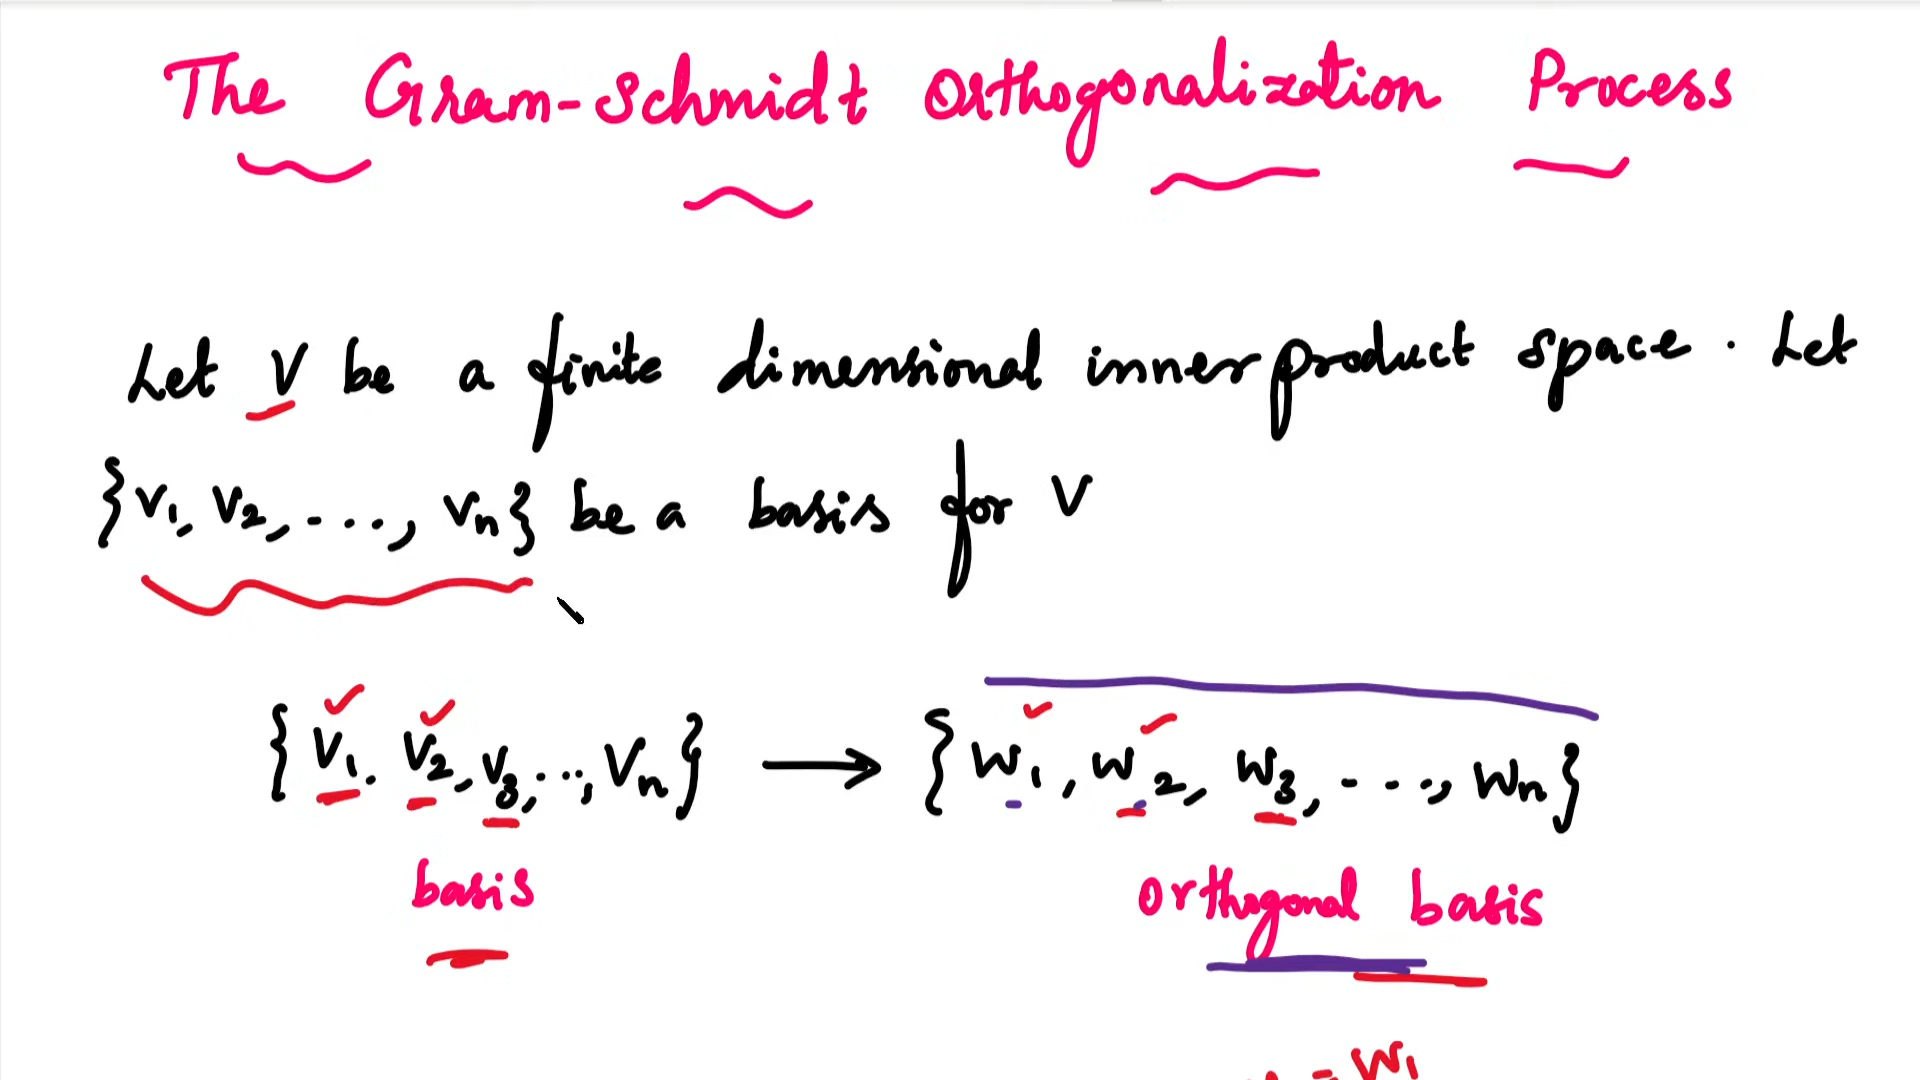 The Gram-Schmidt Orthogonalization Process
Let V be a finite dimensional inner product space. Let
{v₁, v₂, ..., vₙ} be a basis for V
{v₁, v₂, v₃, ..., vₙ} → {w₁, w₂, w₃, ..., wₙ}
basis orthogonal basis
= w₁